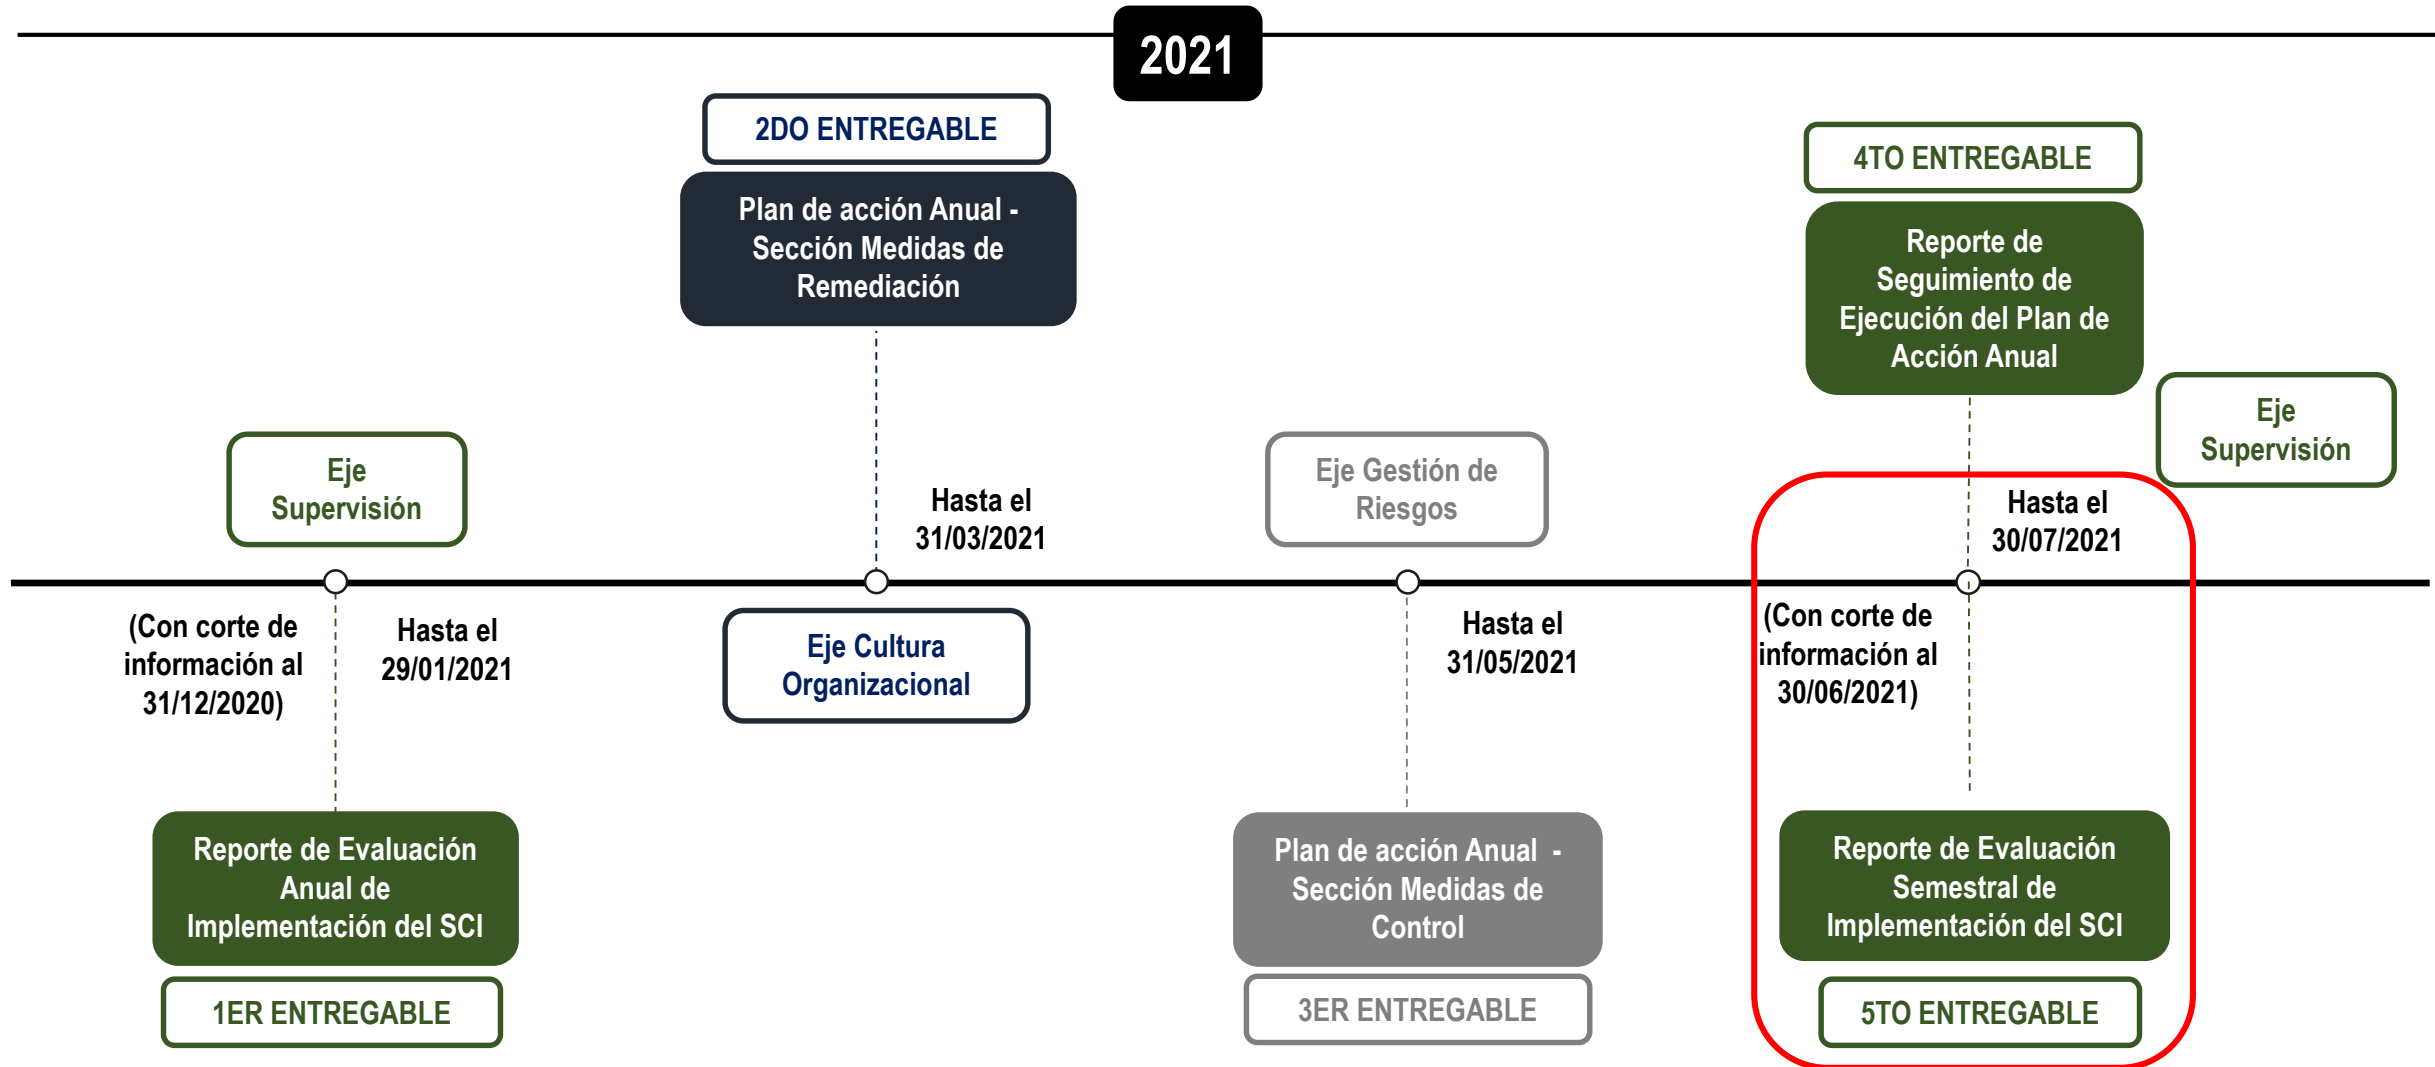 2021
2DO ENTREGABLE
Plan de acción Anual -
Sección Medidas de
Remediación
4TO ENTREGABLE
Reporte de
Seguimiento de
Ejecución del Plan de
Acción Anual
Eje
Supervisión
Eje
Supervisión
Hasta el
31/03/2021
Eje Gestión de
Riesgos
Hasta el
30/07/2021
(Con corte de
información al
31/12/2020)
Hasta el
29/01/2021
Eje Cultura
Organizacional
Hasta el
31/05/2021
(Con corte de
información al
30/06/2021)
Reporte de Evaluación
Anual de
Implementación del SCI
1ER ENTREGABLE
Plan de acción Anual -
Sección Medidas de
Control
3ER ENTREGABLE
Reporte de Evaluación
Semestral de
Implementación del SCI
5TO ENTREGABLE